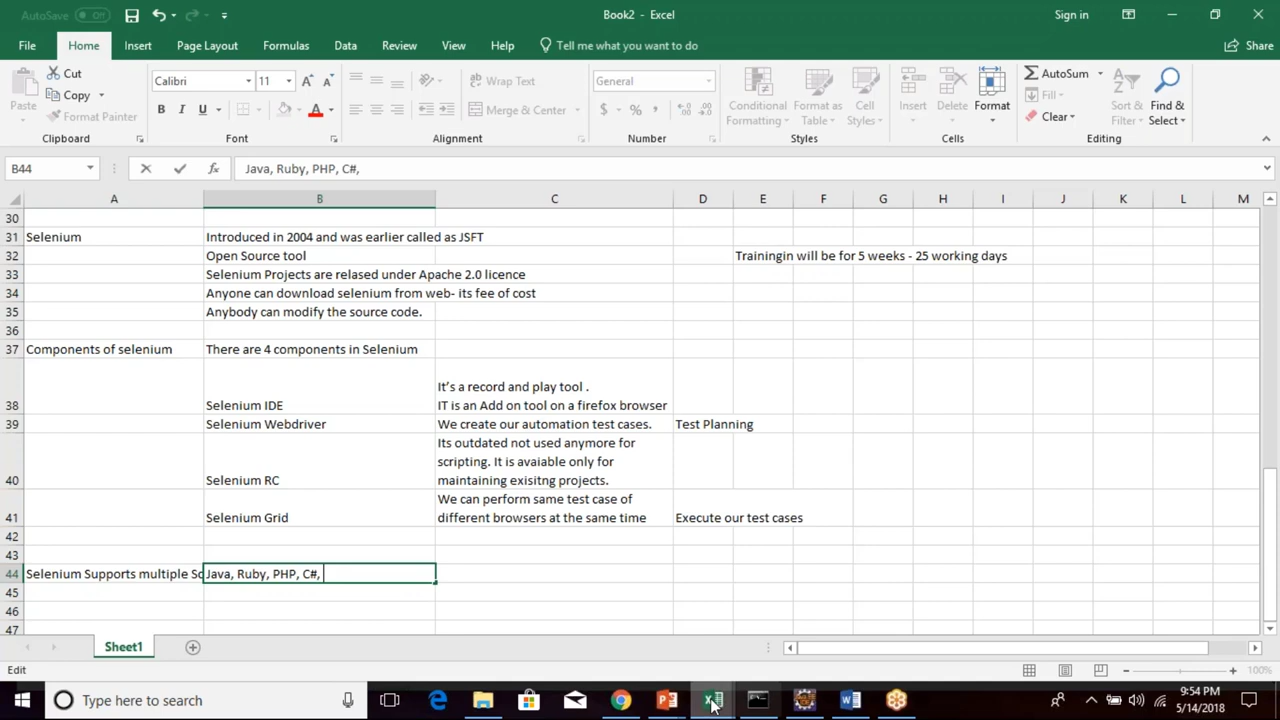 AutoSave Off
Book2 - Excel
Sign in
File Home Insert Page Layout Formulas Data Review View Help Tell me what you want to do Share
Paste
Cut
Copy
Format Painter
Clipboard
Calibri 11
B I U A
Font
Wrap Text
Merge & Center
Alignment
General
$ % ,
Number
Conditional Formatting
Format as Table
Cell Styles
Styles
Insert
Delete
Format
Cells
AutoSum
Fill
Clear
Sort & Filter
Find & Select
Editing
B44 fx Java, Ruby, PHP, C#,
A B C D E F G H I J K L M
30
31 Selenium Introduced in 2004 and was earlier called as JSFT
32 Open Source tool Trainingin will be for 5 weeks - 25 working days
33 Selenium Projects are relased under Apache 2.0 licence
34 Anyone can download selenium from web- its fee of cost
35 Anybody can modify the source code.
36
37 Components of selenium There are 4 components in Selenium
It's a record and play tool .
38 Selenium IDE IT is an Add on tool on a firefox browser
39 Selenium Webdriver We create our automation test cases. Test Planning
Its outdated not used anymore for
scripting. It is avaiable only for
40 Selenium RC maintaining exisitng projects.
We can perform same test case of
41 Selenium Grid different browsers at the same time Execute our test cases
42
43
44 Selenium Supports multiple Sc Java, Ruby, PHP, C#,
45
46
47
Sheet1
Edit
100%
Type here to search
9:54 PM
5/14/2018